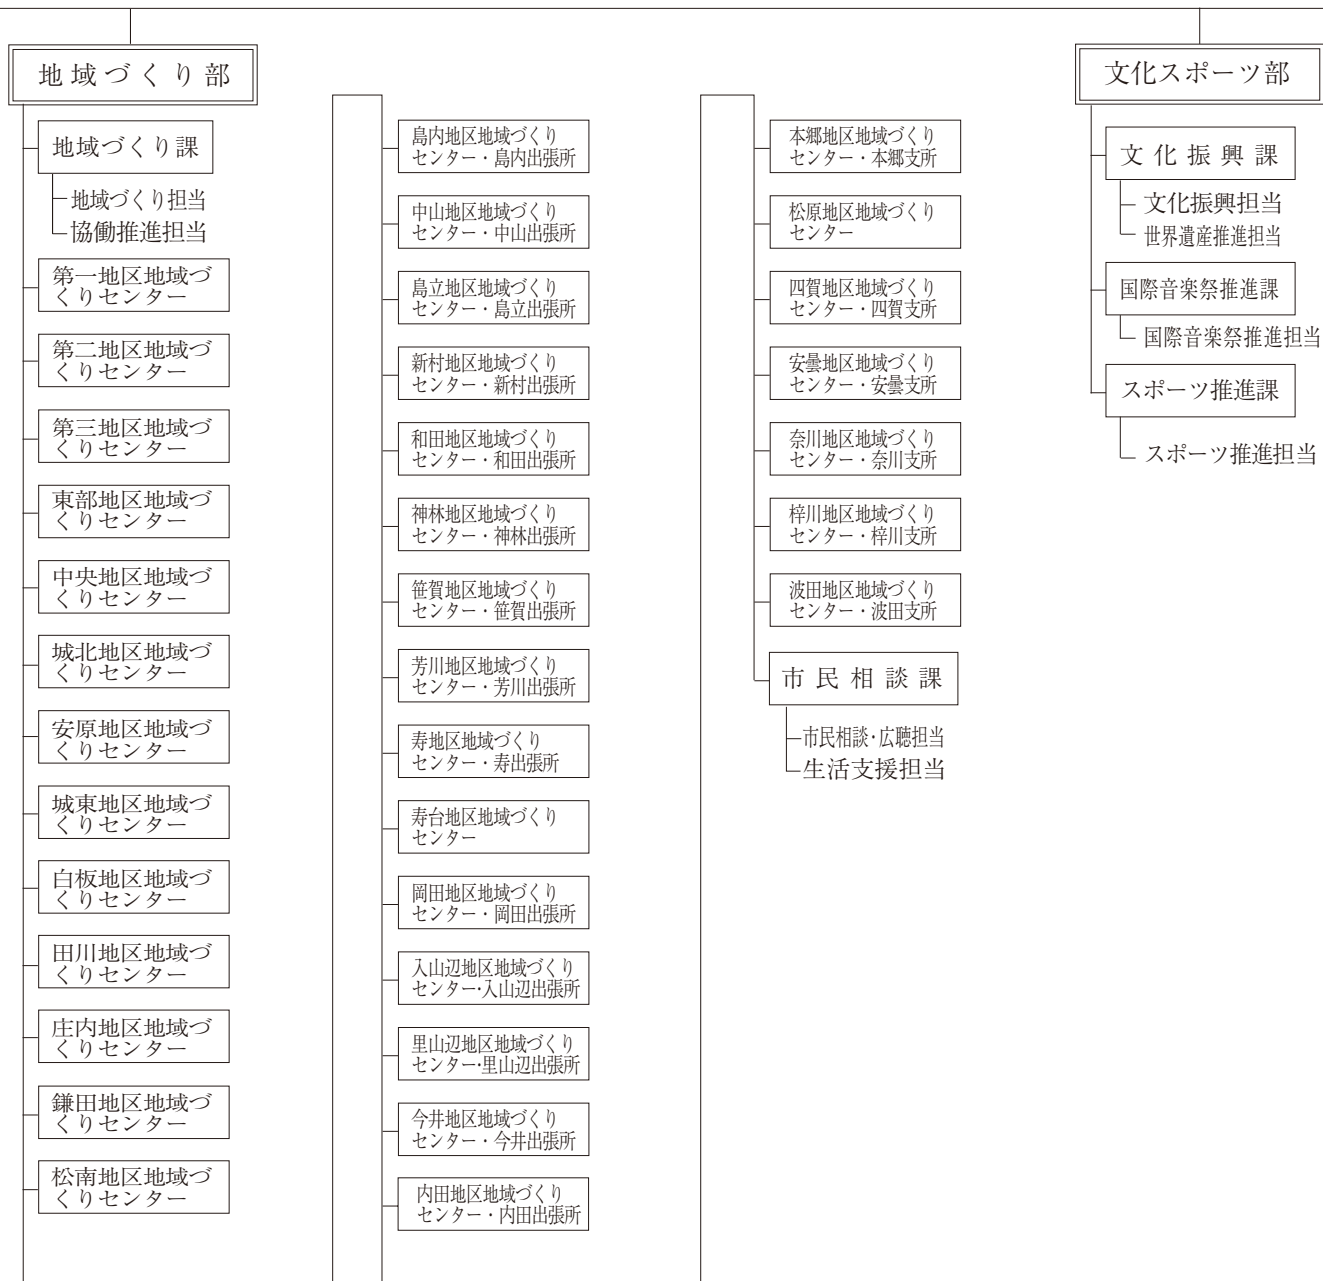 地域づくり部
地域づくり課
地域づくり担当
協働推進担当
第一地区地域づ
くりセンター
第二地区地域づ
くりセンター
第三地区地域づ
くりセンター
東部地区地域づ
くりセンター
中央地区地域づ
くりセンター
城北地区地域づ
くりセンター
安原地区地域づ
くりセンター
城東地区地域づ
くりセンター
白板地区地域づ
くりセンター
田川地区地域づ
くりセンター
庄内地区地域づ
くりセンター
鎌田地区地域づ
くりセンター
松南地区地域づ
くりセンター
島内地区地域づくり
センター・島内出張所
中山地区地域づくり
センター・中山出張所
島立地区地域づくり
センター・島立出張所
新村地区地域づくり
センター・新村出張所
和田地区地域づくり
センター・和田出張所
神林地区地域づくり
センター・神林出張所
笹賀地区地域づくり
センター・笹賀出張所
芳川地区地域づくり
センター・芳川出張所
寿地区地域づくり
センター・寿出張所
寿台地区地域づくり
センター
岡田地区地域づくり
センター・岡田出張所
入山辺地区地域づくり
センター・入山辺出張所
里山辺地区地域づくり
センター・里山辺出張所
今井地区地域づくり
センター・今井出張所
内田地区地域づくり
センター・内田出張所
本郷地区地域づくり
センター・本郷支所
松原地区地域づくり
センター
四賀地区地域づくり
センター・四賀支所
安曇地区地域づくり
センター・安曇支所
奈川地区地域づくり
センター・奈川支所
梓川地区地域づくり
センター・梓川支所
波田地区地域づくり
センター・波田支所
市民相談課
市民相談・広聴担当
生活支援担当
文化スポーツ部
文化振興課
文化振興担当
世界遺産推進担当
国際音楽祭推進課
国際音楽祭推進担当
スポーツ推進課
スポーツ推進担当